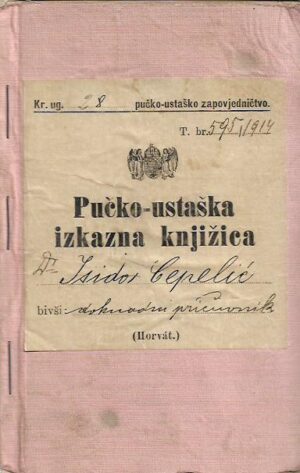 Kr. ug. 28 pučko-ustaško zapovjedničtvo.
T. br. 595/1914
Pučko-ustaška
izkazna knjižica
Dr Isidor Cepelić
bivši: doknadni pričuvnik
(Horvát.)